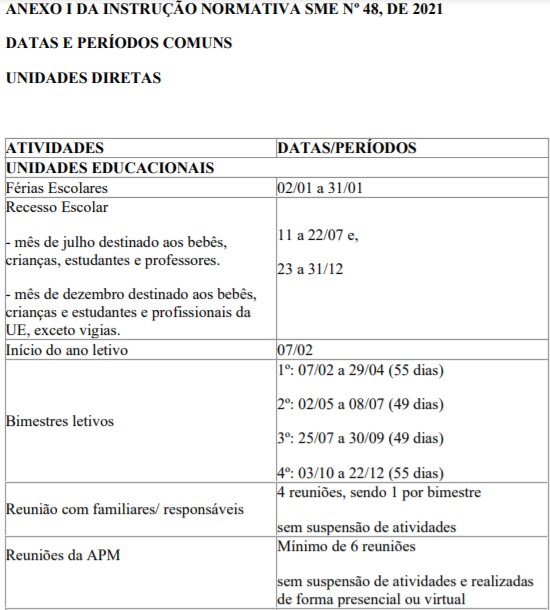 ANEXO I DA INSTRUÇÃO NORMATIVA SME Nº 48, DE 2021
DATAS E PERÍODOS COMUNS
UNIDADES DIRETAS
ATIVIDADES DATAS/PERÍODOS
UNIDADES EDUCACIONAIS
Férias Escolares 02/01 a 31/01
Recesso Escolar
- mês de julho destinado aos bebês,
crianças, estudantes e professores.
- mês de dezembro destinado aos bebês,
crianças e estudantes e profissionais da
UE, exceto vigias.
11 a 22/07 e,
23 a 31/12
Início do ano letivo 07/02
Bimestres letivos
1º: 07/02 a 29/04 (55 dias)
2º: 02/05 a 08/07 (49 dias)
3º: 25/07 a 30/09 (49 dias)
4º: 03/10 a 22/12 (55 dias)
Reunião com familiares/ responsáveis
4 reuniões, sendo 1 por bimestre
sem suspensão de atividades
Reuniões da APM
Mínimo de 6 reuniões
sem suspensão de atividades e realizadas
de forma presencial ou virtual